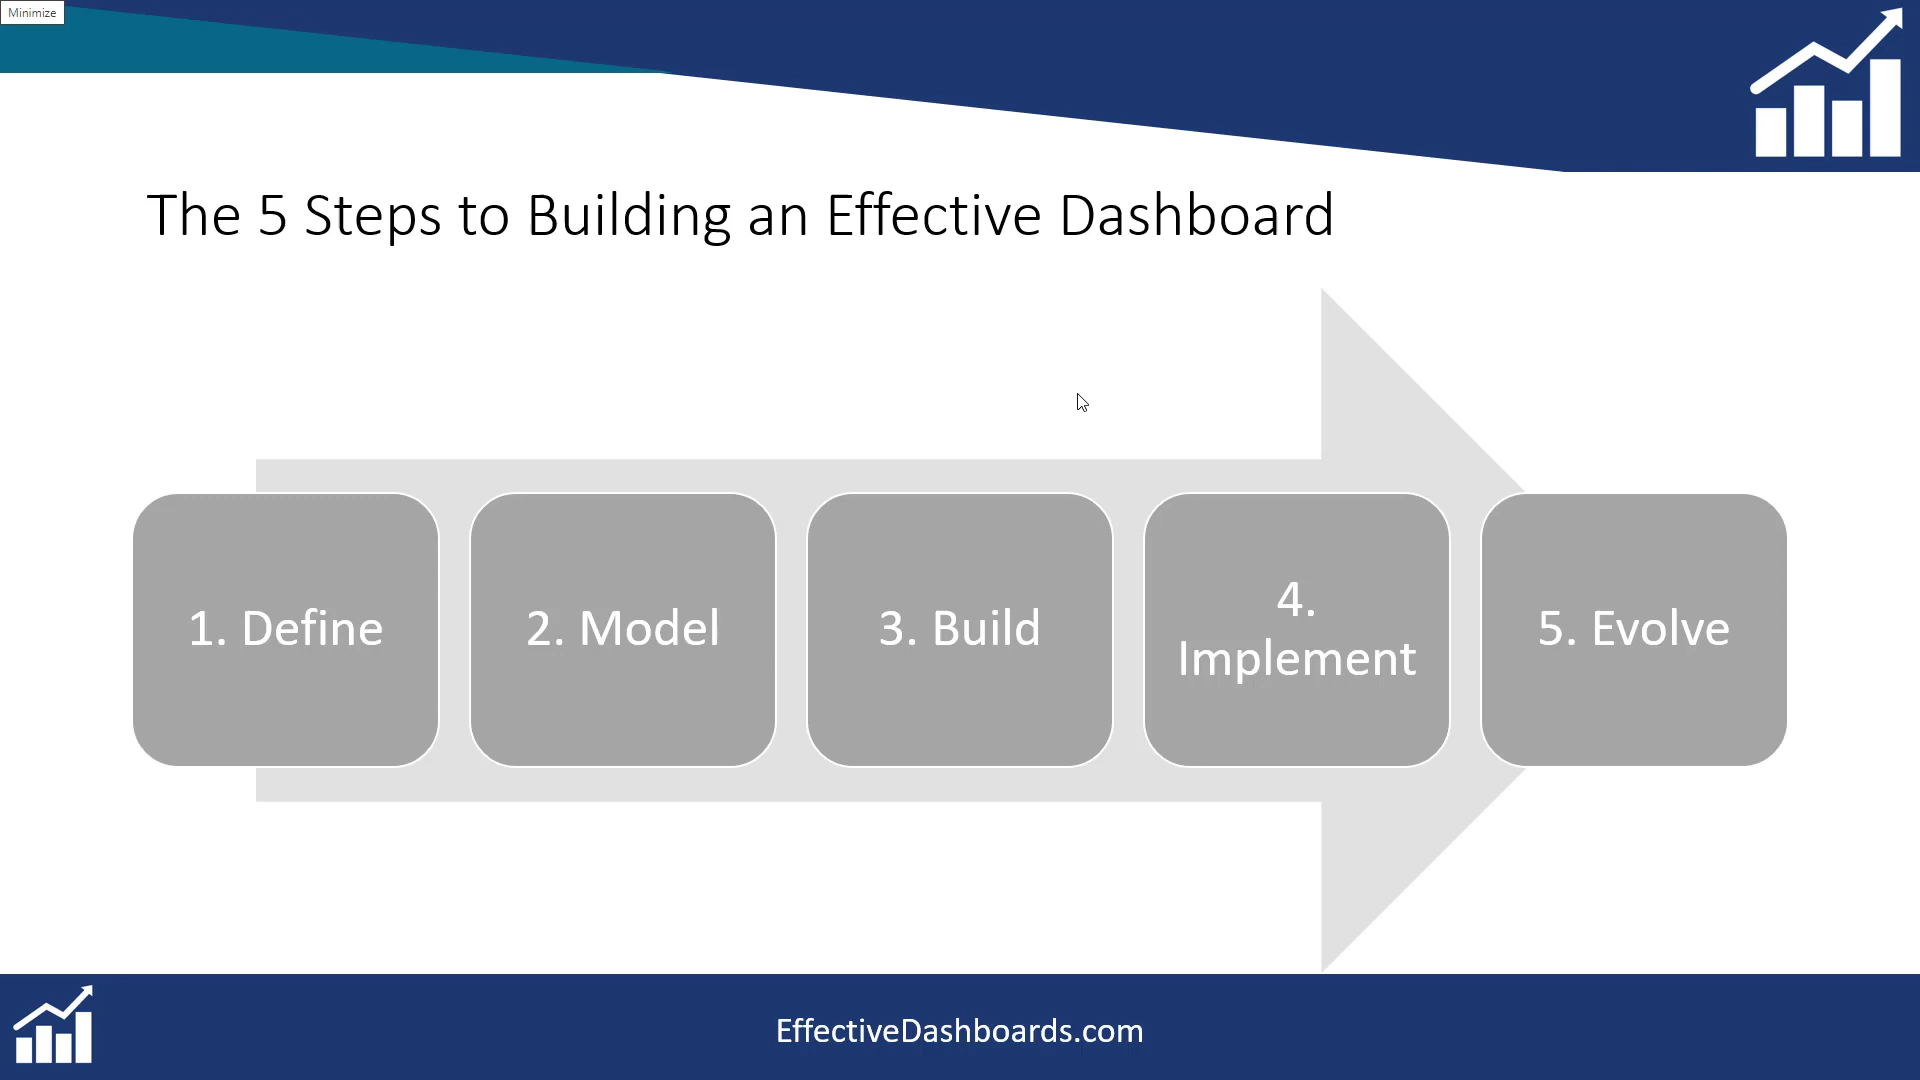 Minimize
The 5 Steps to Building an Effective Dashboard
1. Define
2. Model
3. Build
4.
Implement
5. Evolve
EffectiveDashboards.com